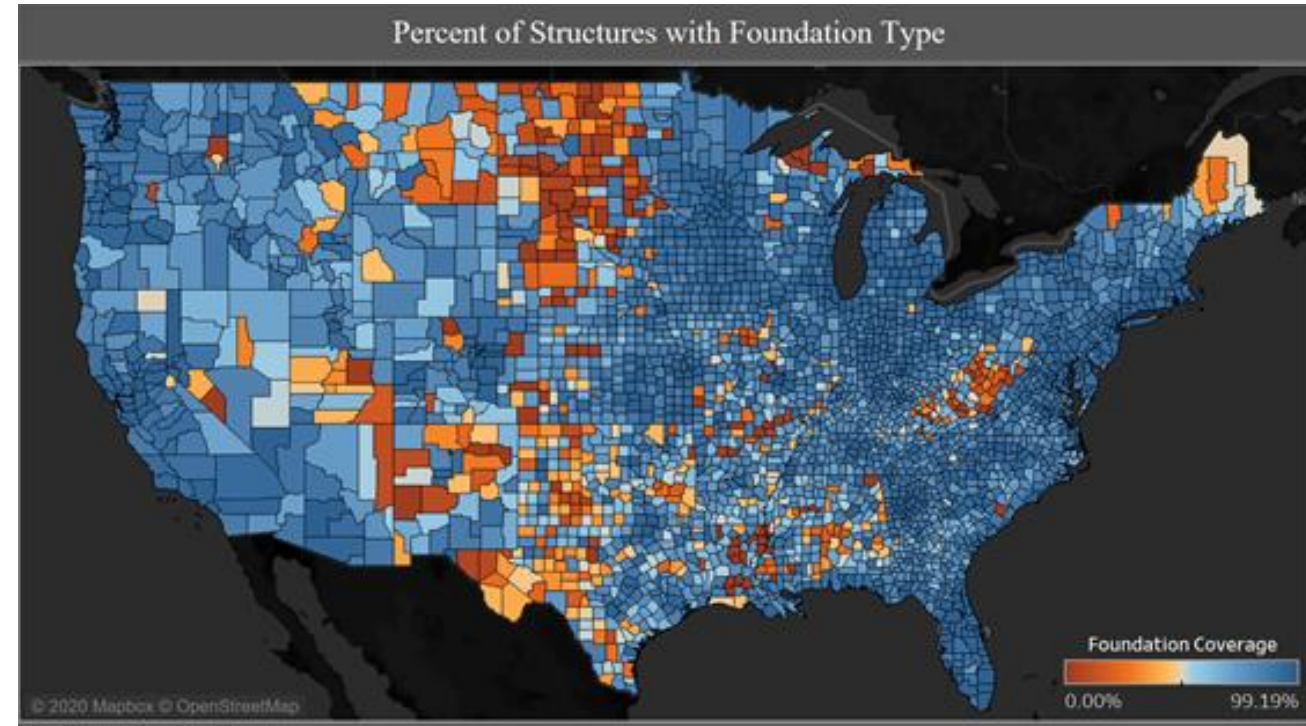 Percent of Structures with Foundation Type
Foundation Coverage
0.00% 99.19%
© 2020 Mapbox © OpenStreetMap